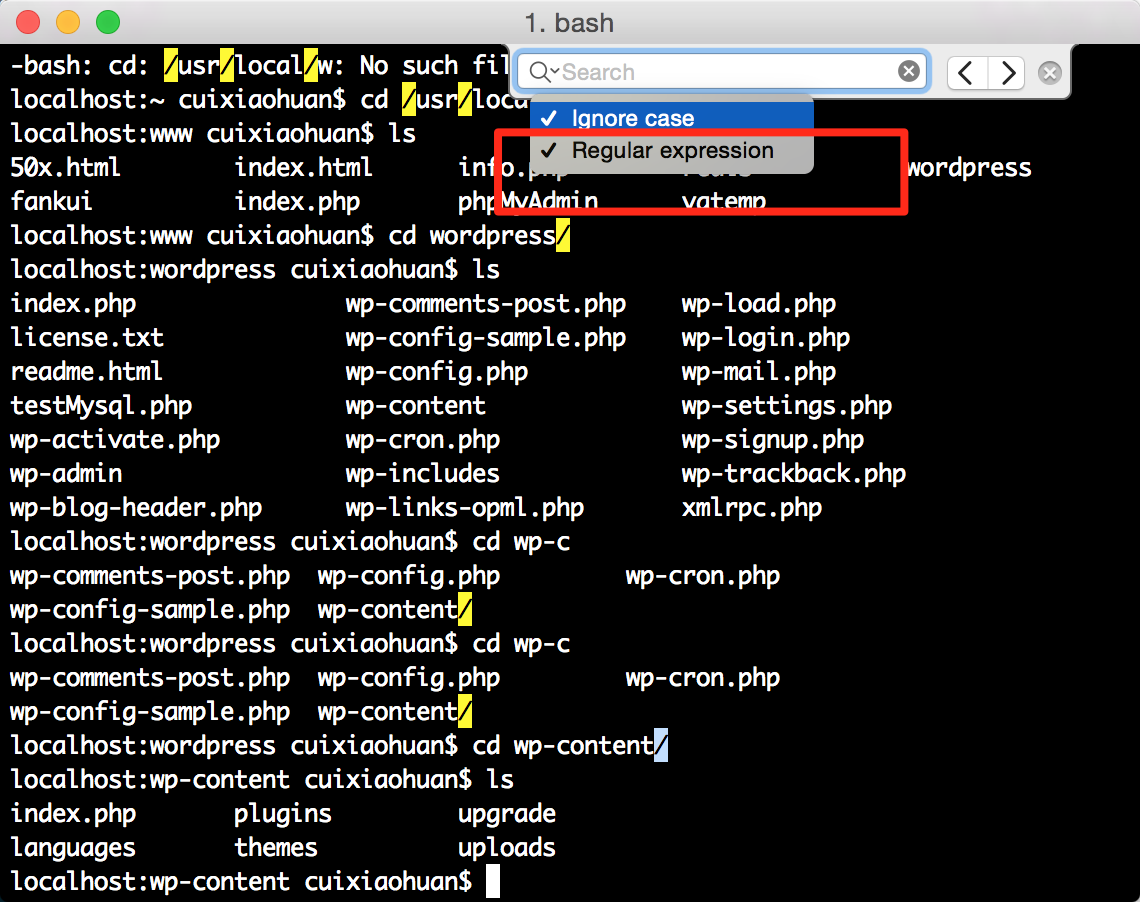 1. bash
-bash: cd: /usr/local/w: No such fil
Search
localhost:~ cuixiaohuan$ cd /usr/loca
Ignore case
localhost:www cuixiaohuan$ ls
Regular expression
50x.html index.html info.php wordpress
fankui index.php phpMyAdmin yatemp
localhost:www cuixiaohuan$ cd wordpress/
localhost:wordpress cuixiaohuan$ ls
index.php wp-comments-post.php wp-load.php
license.txt wp-config-sample.php wp-login.php
readme.html wp-config.php wp-mail.php
testMysql.php wp-content wp-settings.php
wp-activate.php wp-cron.php wp-signup.php
wp-admin wp-includes wp-trackback.php
wp-blog-header.php wp-links-opml.php xmlrpc.php
localhost:wordpress cuixiaohuan$ cd wp-c
wp-comments-post.php wp-config.php wp-cron.php
wp-config-sample.php wp-content/
localhost:wordpress cuixiaohuan$ cd wp-c
wp-comments-post.php wp-config.php wp-cron.php
wp-config-sample.php wp-content/
localhost:wordpress cuixiaohuan$ cd wp-content/
localhost:wp-content cuixiaohuan$ ls
index.php plugins upgrade
languages themes uploads
localhost:wp-content cuixiaohuan$